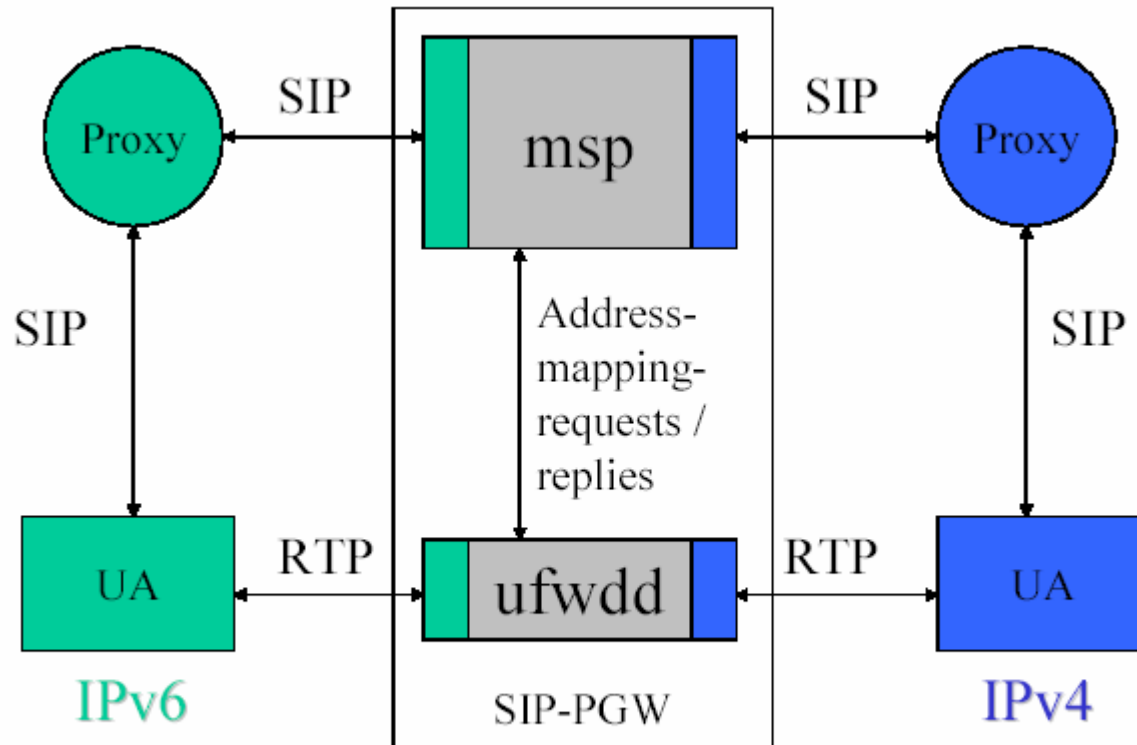 SIP
SIP
Proxy
msp
Proxy
SIP
Address-
mapping-
requests /
replies
SIP
RTP
RTP
UA
ufwdd
UA
IPv6
SIP-PGW
IPv4